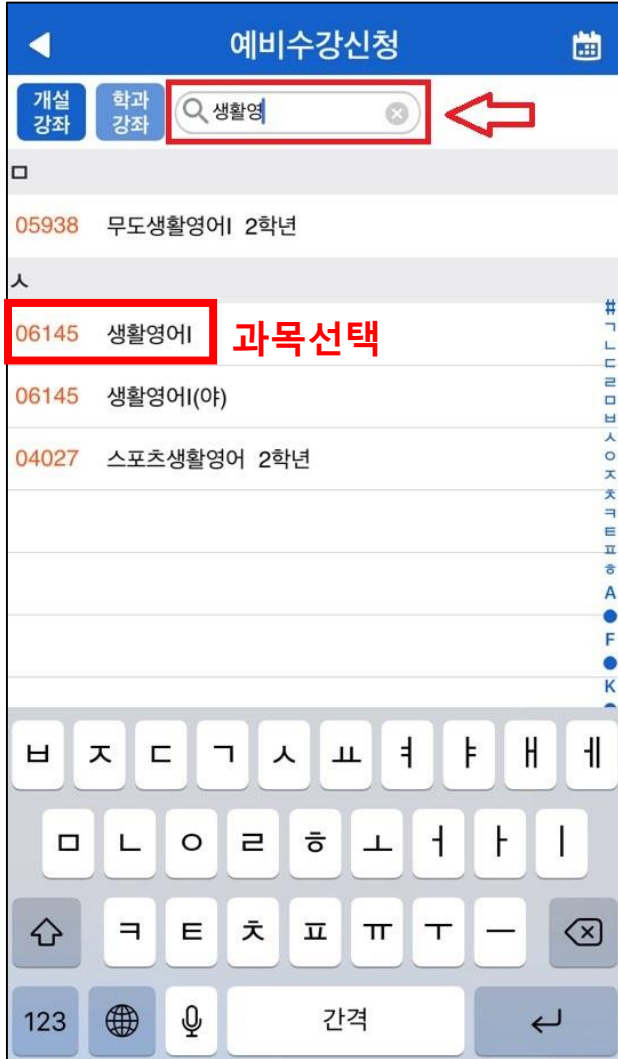 예비수강신청
개설
강좌
학과
강좌
생활영
ㅁ
05938 무도생활영어I 2학년
ㅅ
06145 생활영어I
과목선택
06145 생활영어I(야)
04027 스포츠생활영어 2학년
#
ㄱ
ㄴ
ㄷ
ㄹ
ㅁ
ㅂ
ㅅ
ㅇ
ㅈ
ㅊ
ㅋ
ㅌ
ㅍ
ㅎ
A
F
K
ㅂ ㅈ ㄷ ㄱ ㅅ ㅛ ㅕ ㅑ ㅐ ㅔ
ㅁ ㄴ ㅇ ㄹ ㅎ ㅗ ㅓ ㅏ ㅣ
ㅋ ㅌ ㅊ ㅍ ㅠ ㅜ ㅡ
123 간격